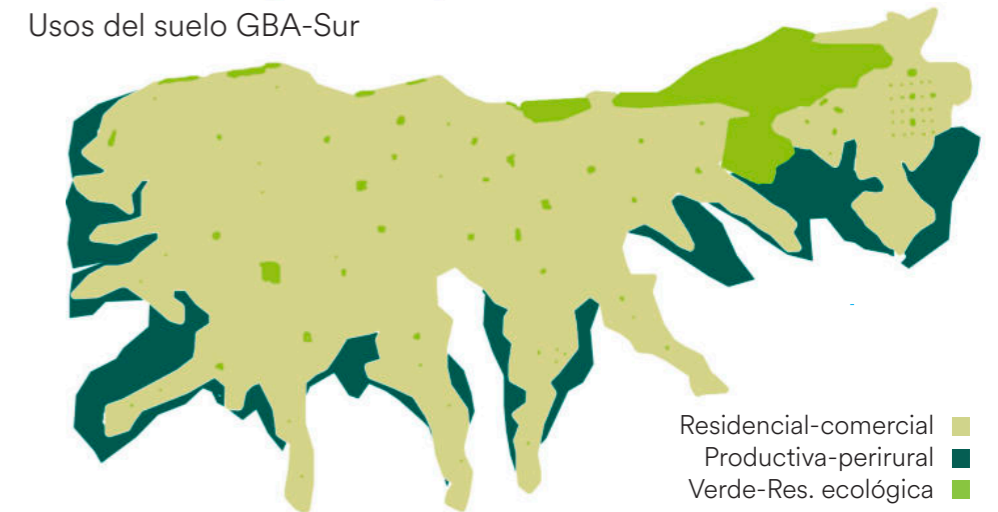 Usos del suelo GBA-Sur
Residencial-comercial
Productiva-perirural
Verde-Res. ecológica